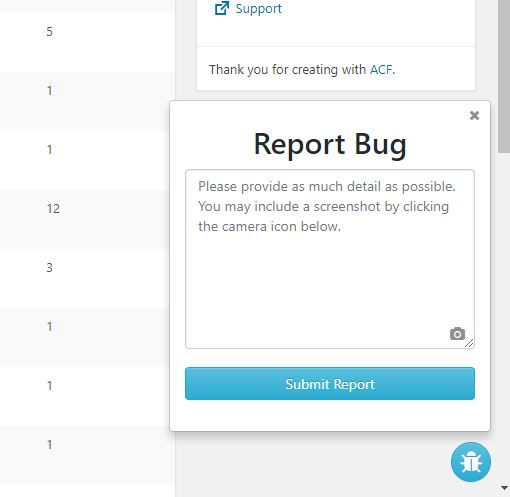 5
1
1
12
3
1
1
1
Support
Thank you for creating with ACF.
Report Bug
Please provide as much detail as possible.
You may include a screenshot by clicking
the camera icon below.
Submit Report